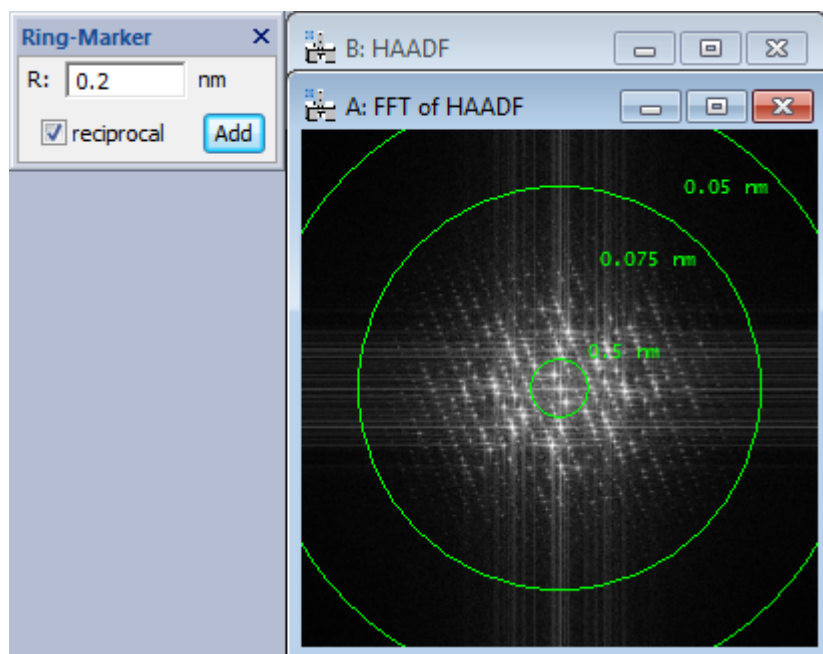 Ring-Marker
R: 0.2 nm
reciprocal Add
B: HAADF
A: FFT of HAADF
0.05 nm
0.075 nm
0.5 nm